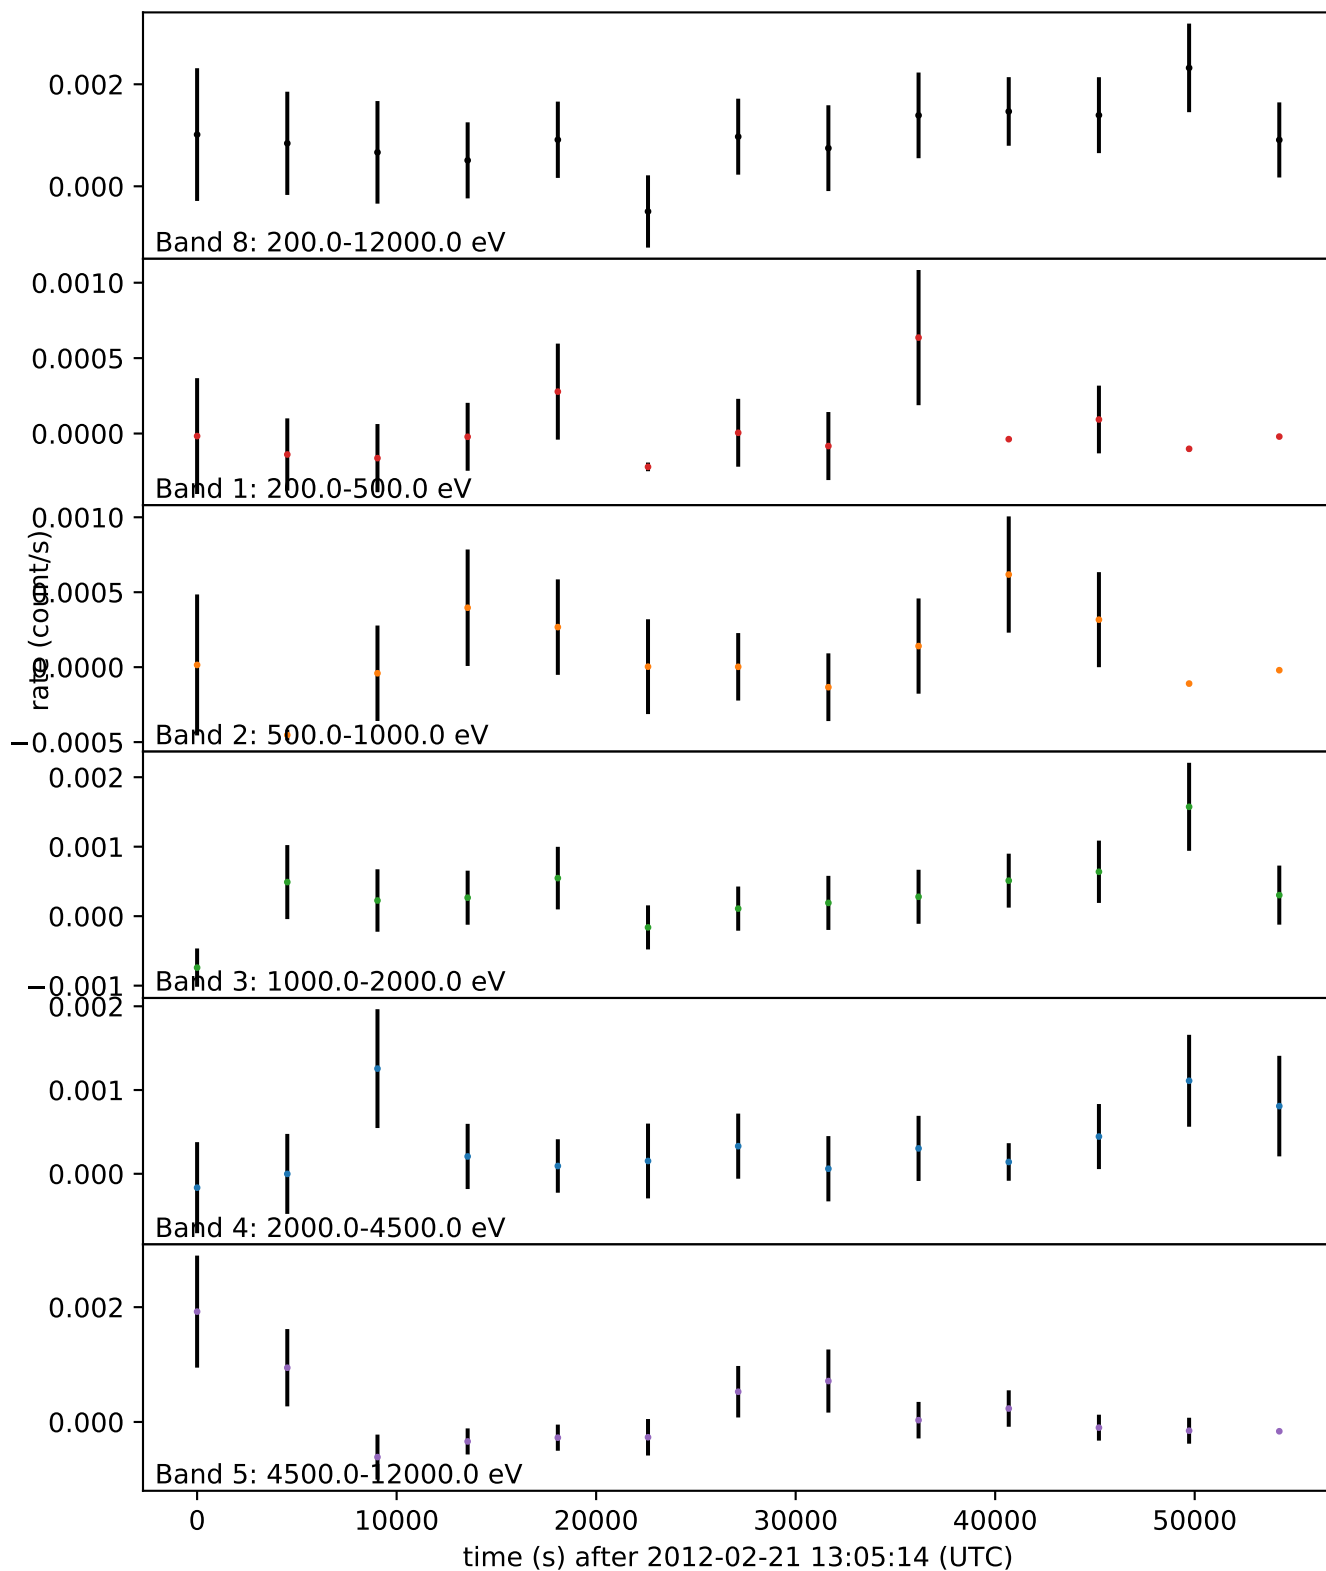 0.002
0.000
Band 8: 200.0-12000.0 eV
0.0010
0.0005
0.0000
Band 1: 200.0-500.0 eV
rate (count/s)
0.0010
0.0005
0.0000
−0.0005
Band 2: 500.0-1000.0 eV
0.002
0.001
0.000
−0.001
Band 3: 1000.0-2000.0 eV
0.002
0.001
0.000
Band 4: 2000.0-4500.0 eV
0.002
0.000
Band 5: 4500.0-12000.0 eV
0 10000 20000 30000 40000 50000
time (s) after 2012-02-21 13:05:14 (UTC)